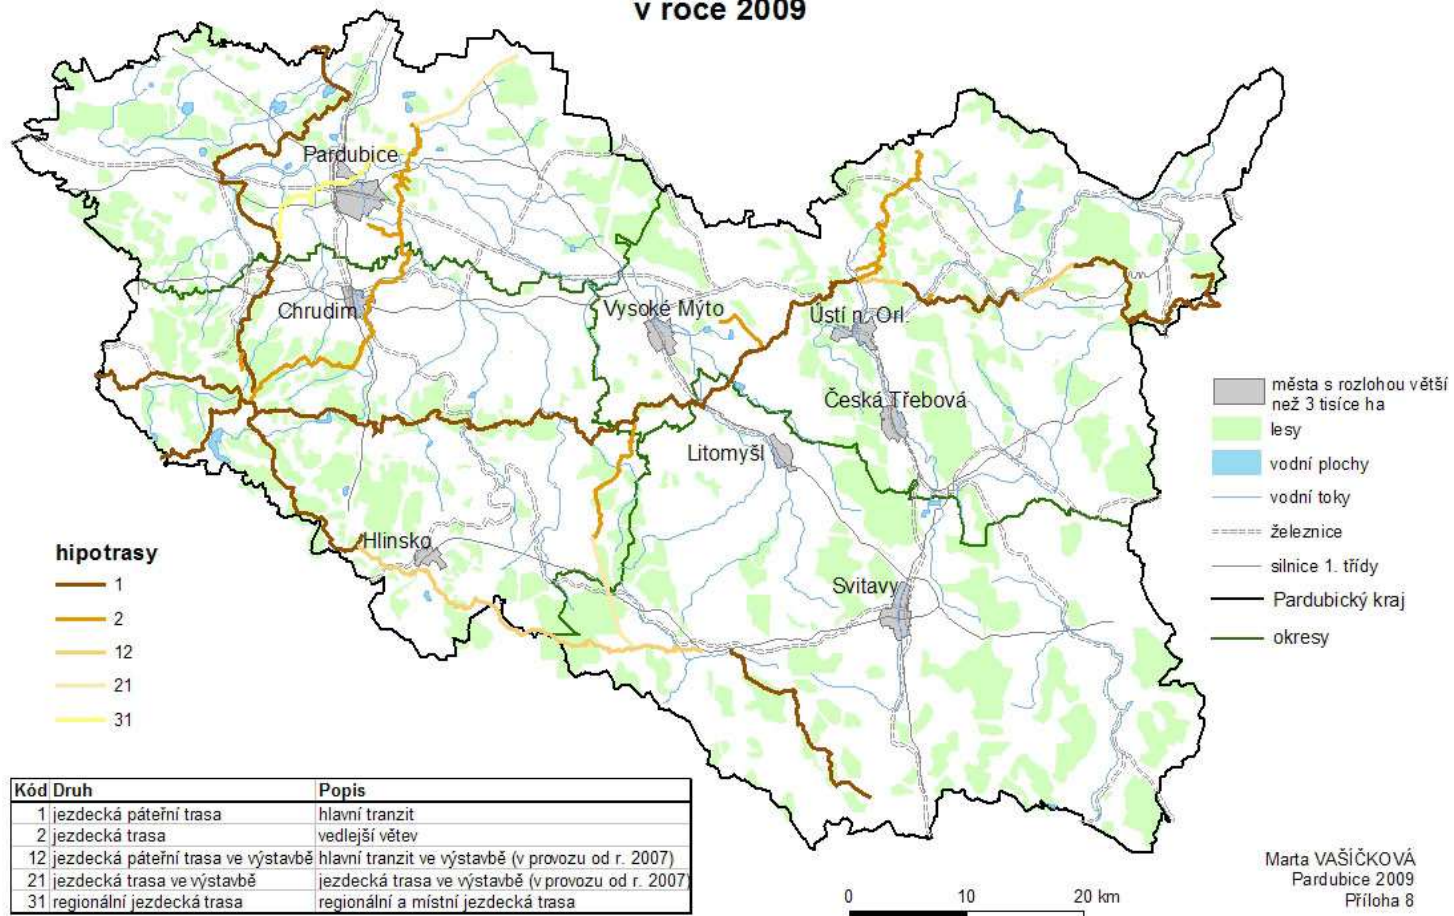 v roce 2009
Pardubice
Chrudim
Vysoké Mýto
Ústí n. Orl.
Česká Třebová
Litomyšl
Hlinsko
Svitavy
města s rozlohou větší
než 3 tisíce ha
lesy
vodní plochy
vodní toky
železnice
silnice 1. třídy
Pardubický kraj
okresy
hipotrasy
1
2
12
21
31
Kód Druh Popis
1 jezdecká páteřní trasa hlavní tranzit
2 jezdecká trasa vedlejší větev
12 jezdecká páteřní trasa ve výstavbě hlavní tranzit ve výstavbě (v provozu od r. 2007)
21 jezdecká trasa ve výstavbě jezdecká trasa ve výstavbě (v provozu od r. 2007)
31 regionální jezdecká trasa regionální a místní jezdecká trasa
0 10 20 km
Marta VAŠÍČKOVÁ
Pardubice 2009
Příloha 8